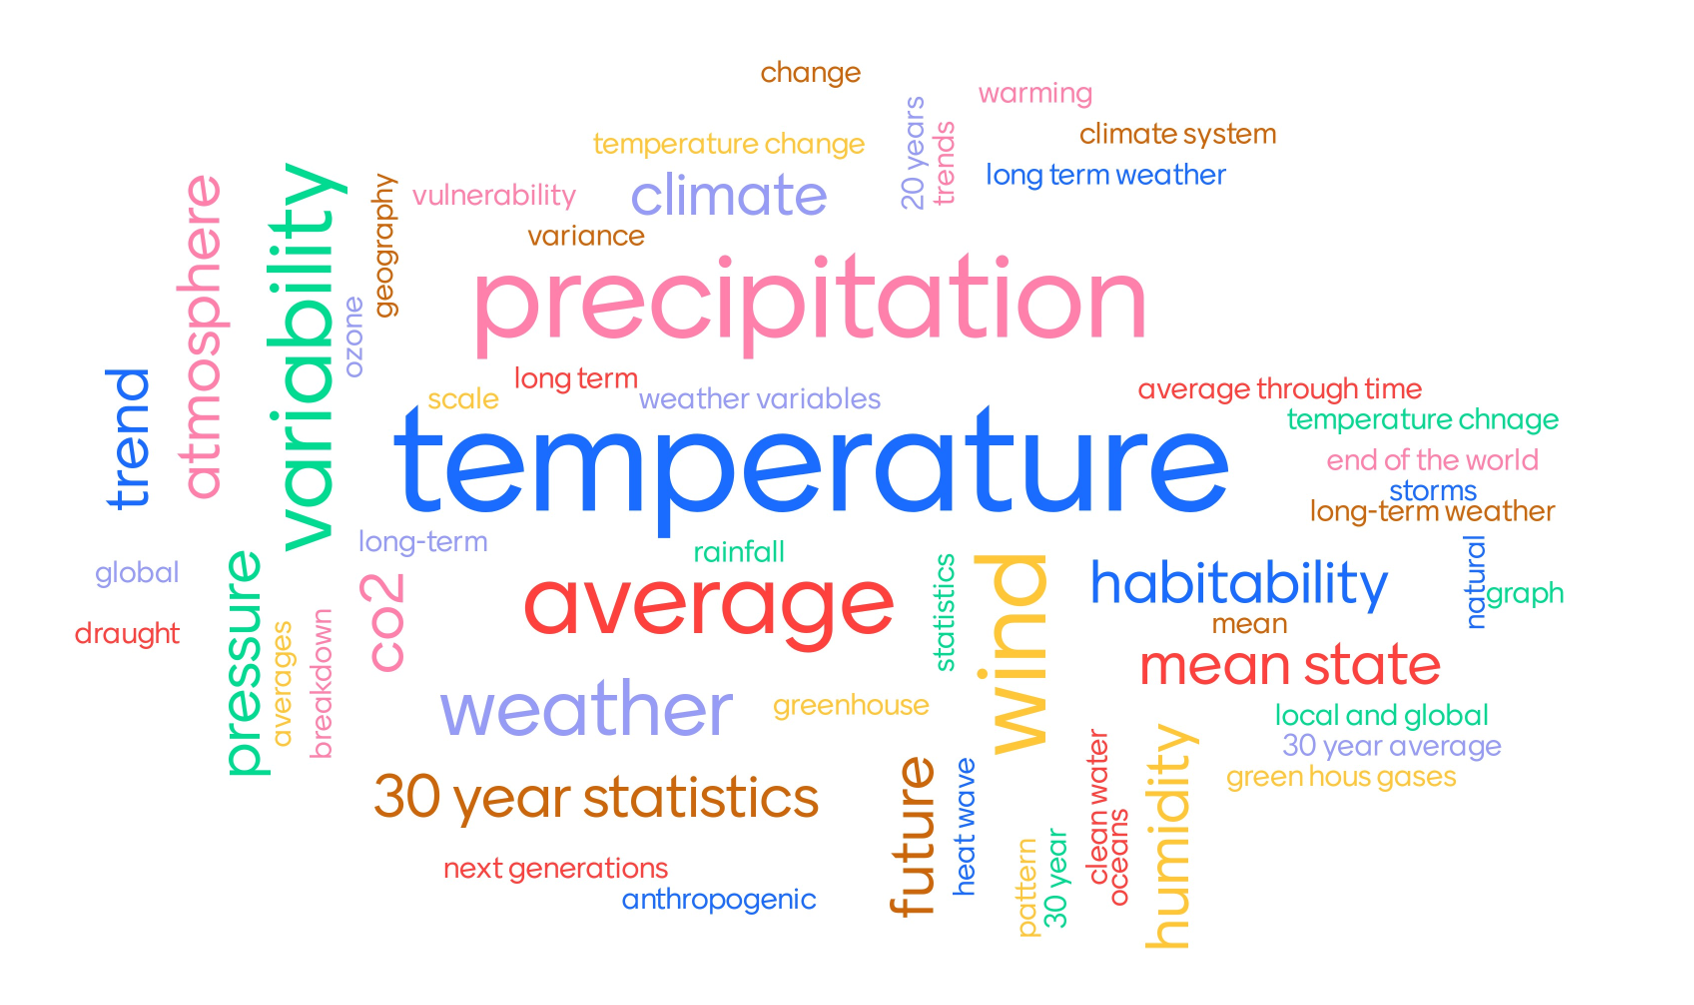 change
warming
20 years
trends
climate system
temperature change
long term weather
climate
vulnerability
geography
variability
atmosphere
variance
precipitation
ozone
trend
long term
scale
weather variables
average through time
temperature chnage
temperature
end of the world
storms
long-term weather
long-term
rainfall
natural
global
pressure
co2
average
statistics
wind
habitability
graph
draught
averages
breakdown
mean
mean state
weather
greenhouse
local and global
30 year average
green hous gases
30 year statistics
future
heat wave
clean water
oceans
humidity
pattern
30 year
next generations
anthropogenic